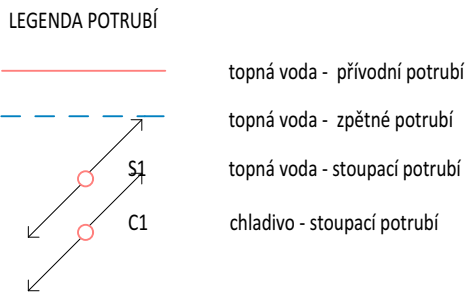 LEGENDA POTRUBÍ
topná voda - přívodní potrubí
topná voda - zpětné potrubí
S1 topná voda - stoupací potrubí
C1 chladivo - stoupací potrubí